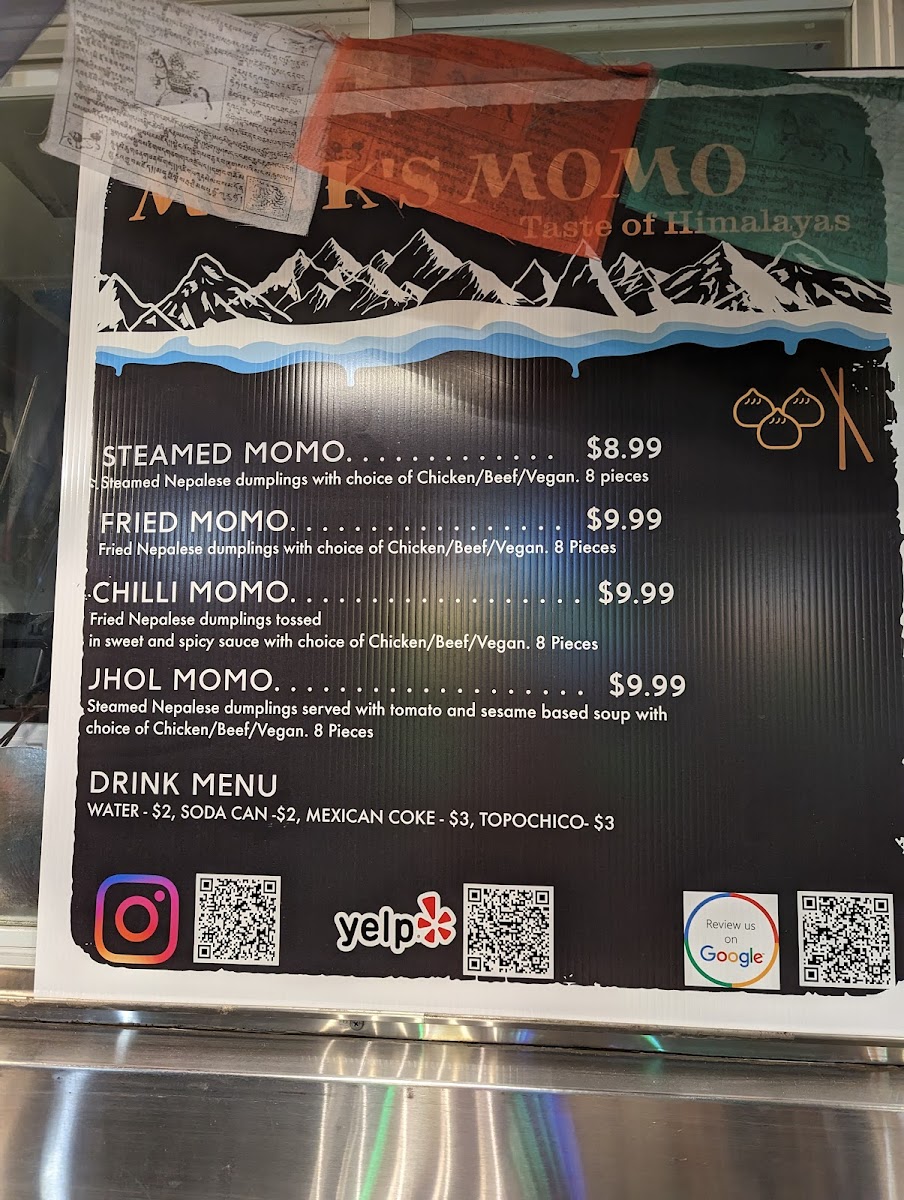 MOMO
Taste of Himalayas
STEAMED MOMO............. $8.99
Steamed Nepalese dumplings with choice of Chicken/Beef/Vegan. 8 pieces
FRIED MOMO................. $9.99
Fried Nepalese dumplings with choice of Chicken/Beef/Vegan. 8 Pieces
CHILLI MOMO................... $9.99
Fried Nepalese dumplings tossed
in sweet and spicy sauce with choice of Chicken/Beef/Vegan. 8 Pieces
JHOL MOMO.................... $9.99
Steamed Nepalese dumplings served with tomato and sesame based soup with
choice of Chicken/Beef/Vegan. 8 Pieces
DRINK MENU
WATER - $2, SODA CAN -$2, MEXICAN COKE - $3, TOPOCHICO- $3
yelp
Review us
on
Google